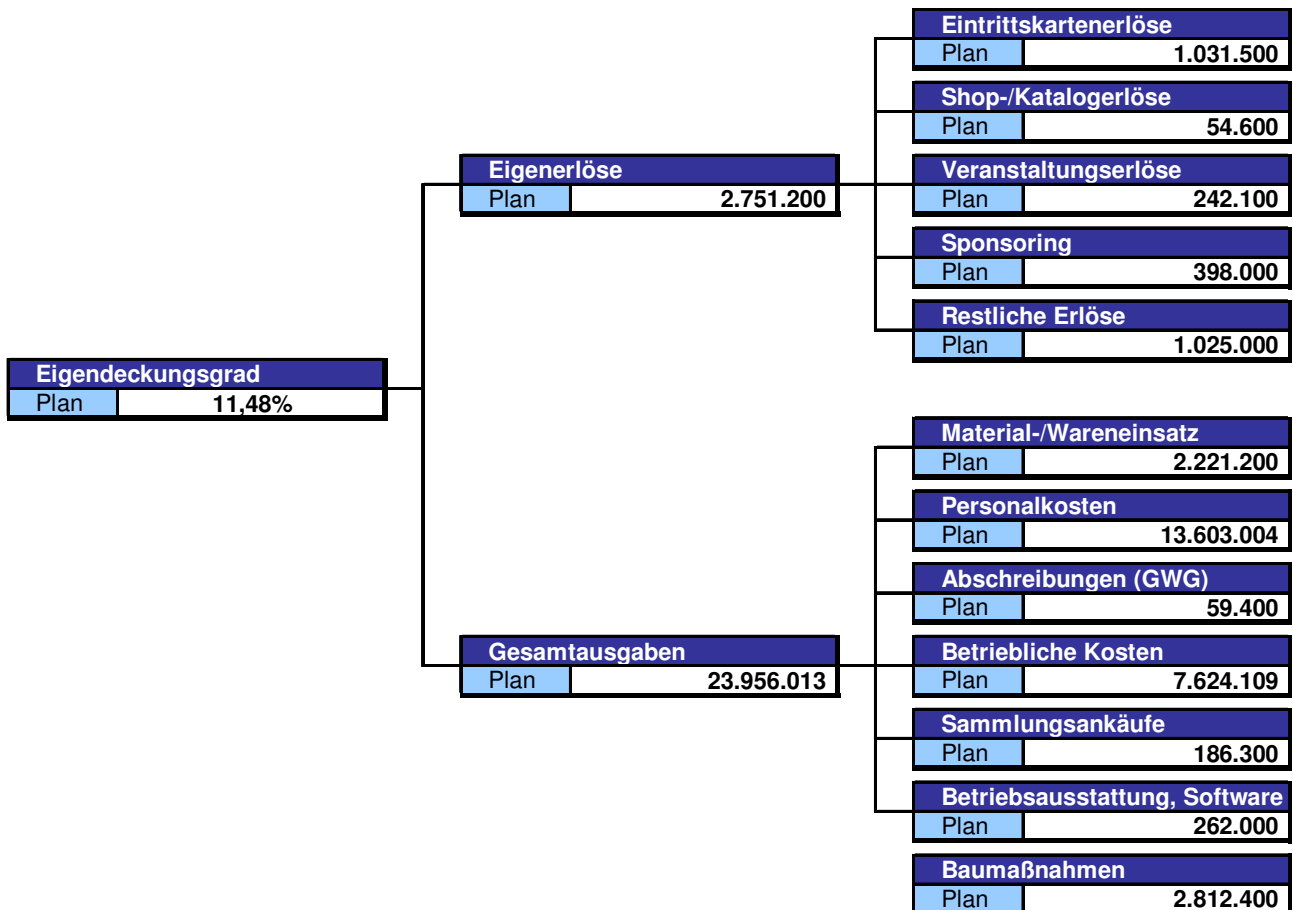 Eintrittskartenerlöse
Plan 1.031.500
Shop-/Katalogerlöse
Plan 54.600
Eigenerlöse
Plan 2.751.200
Veranstaltungserlöse
Plan 242.100
Sponsoring
Plan 398.000
Restliche Erlöse
Plan 1.025.000
Eigendeckungsgrad
Plan 11,48%
Material-/Wareneinsatz
Plan 2.221.200
Personalkosten
Plan 13.603.004
Abschreibungen (GWG)
Plan 59.400
Gesamtausgaben
Plan 23.956.013
Betriebliche Kosten
Plan 7.624.109
Sammlungsankäufe
Plan 186.300
Betriebsausstattung, Software
Plan 262.000
Baumaßnahmen
Plan 2.812.400